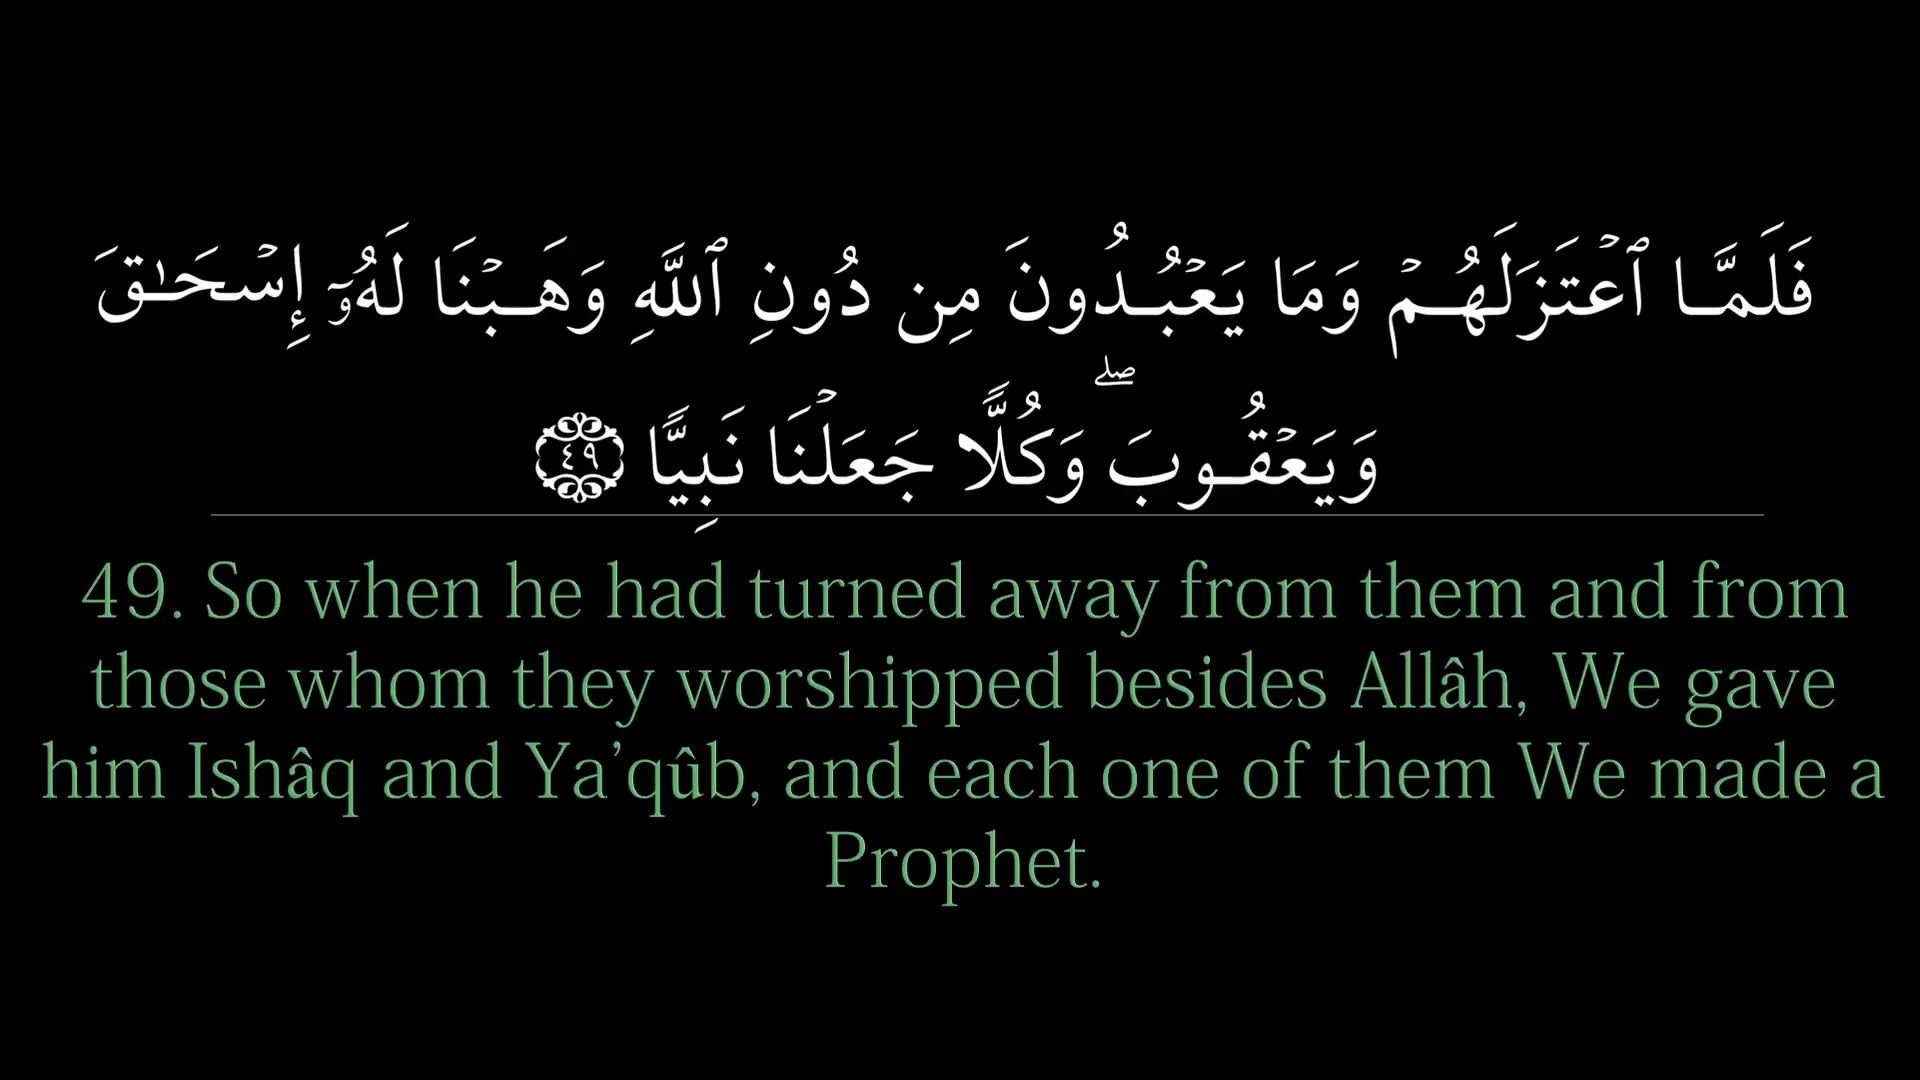 فَلَمَّا ٱعْتَزَلَهُمْ وَمَا يَعْبُدُونَ مِن دُونِ ٱللَّهِ وَهَبْنَا لَهُۥٓ إِسْحَـٰقَ
وَيَعْقُوبَ ۖ وَكُلًّا جَعَلْنَا نَبِيًّا ٤٩
49. So when he had turned away from them and from
those whom they worshipped besides Allâh, We gave
him Ishâq and Ya’qûb, and each one of them We made a
Prophet.